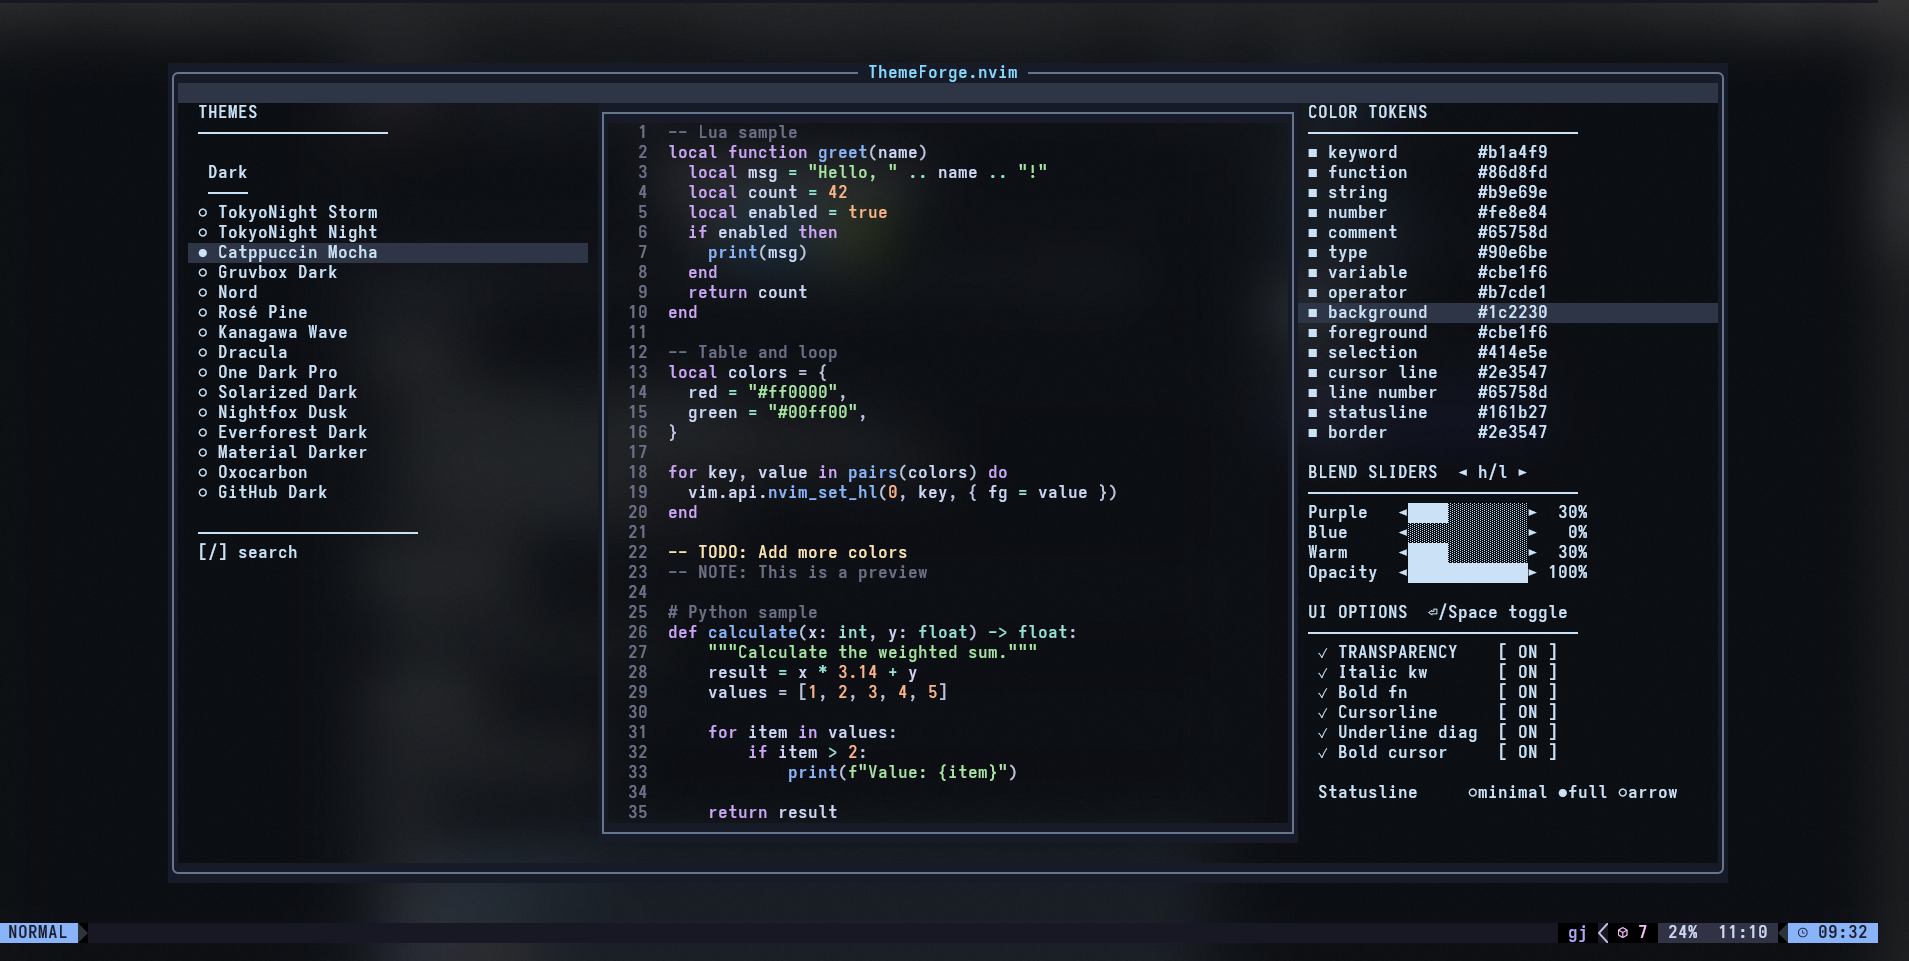 ThemeForge.nvim
THEMES
Dark
○ TokyoNight Storm
○ TokyoNight Night
● Catppuccin Mocha
○ Gruvbox Dark
○ Nord
○ Rosé Pine
○ Kanagawa Wave
○ Dracula
○ One Dark Pro
○ Solarized Dark
○ Nightfox Dusk
○ Everforest Dark
○ Material Darker
○ Oxocarbon
○ GitHub Dark
[/] search
1 -- Lua sample
2 local function greet(name)
3   local msg = "Hello, " .. name .. "!"
4   local count = 42
5   local enabled = true
6   if enabled then
7     print(msg)
8   end
9   return count
10 end
11
12 -- Table and loop
13 local colors = {
14   red = "#ff0000",
15   green = "#00ff00",
16 }
17
18 for key, value in pairs(colors) do
19   vim.api.nvim_set_hl(0, key, { fg = value })
20 end
21
22 -- TODO: Add more colors
23 -- NOTE: This is a preview
24
25 # Python sample
26 def calculate(x: int, y: float) -> float:
27     """Calculate the weighted sum."""
28     result = x * 3.14 + y
29     values = [1, 2, 3, 4, 5]
30
31     for item in values:
32         if item > 2:
33             print(f"Value: {item}")
34
35     return result
COLOR TOKENS
■ keyword #b1a4f9
■ function #86d8fd
■ string #b9e69e
■ number #fe8e84
■ comment #65758d
■ type #90e6be
■ variable #cbe1f6
■ operator #b7cde1
■ background #1c2230
■ foreground #cbe1f6
■ selection #414e5e
■ cursor line #2e3547
■ line number #65758d
■ statusline #161b27
■ border #2e3547
BLEND SLIDERS ◄ h/l ►
Purple ◄ ► 30%
Blue ◄ ► 0%
Warm ◄ ► 30%
Opacity ◄ ► 100%
UI OPTIONS ⏎/Space toggle
✓ TRANSPARENCY [ ON ]
✓ Italic kw [ ON ]
✓ Bold fn [ ON ]
✓ Cursorline [ ON ]
✓ Underline diag [ ON ]
✓ Bold cursor [ ON ]
Statusline ○minimal ●full ○arrow
NORMAL gj 7 24% 11:10 09:32